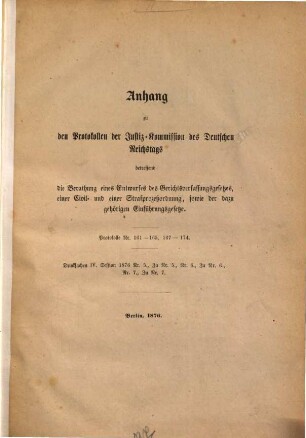 Anhang
zu
den Protokollen der Justiz-Kommission des Deutschen
Reichstags
betreffend
die Berathung eines Entwurfes des Gerichtsverfassungsgesetzes,
einer Civil- und einer Strafprozeßordnung, sowie der dazu
gehörigen Einführungsgesetze.
Protokolle Nr. 161—165, 167—174.
Drucksachen IV. Session 1876 Nr. 5., Zu Nr. 5., Nr. 6., Zu Nr. 6.,
Nr. 7., Zu Nr. 7.
Berlin, 1876.